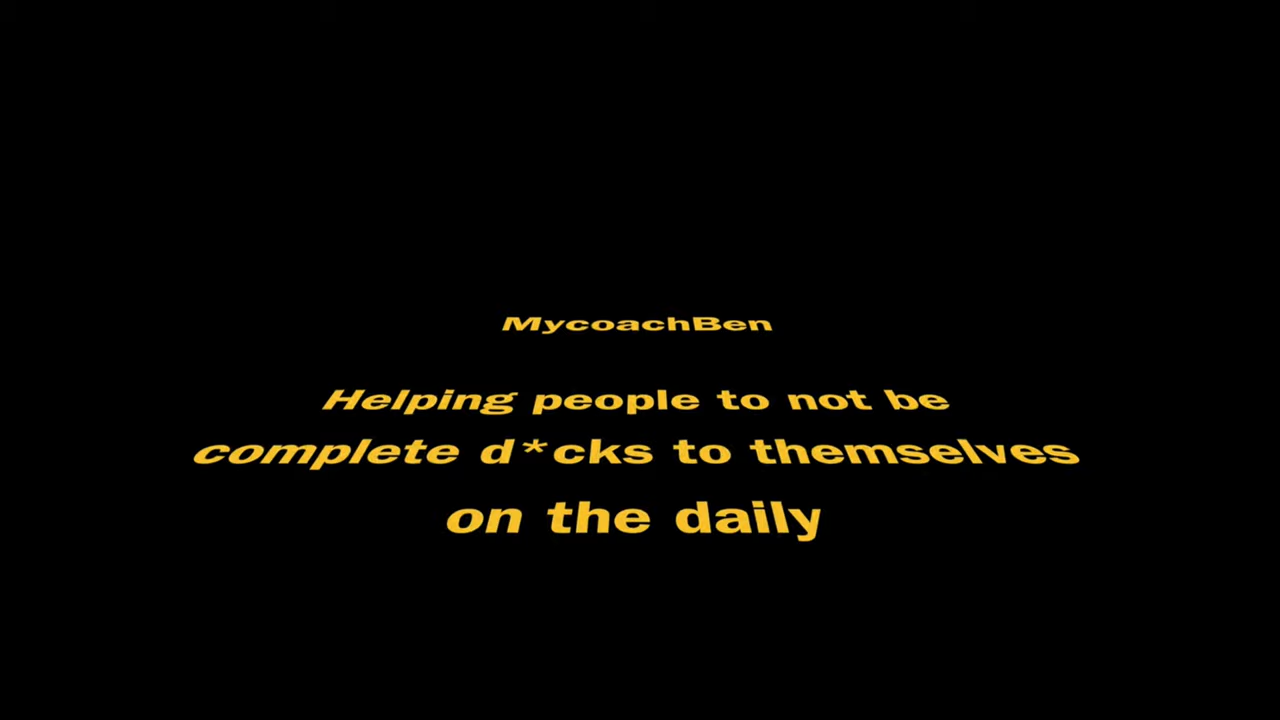 MycoachBen
Helping people to not be
complete d*cks to themselves
on the daily